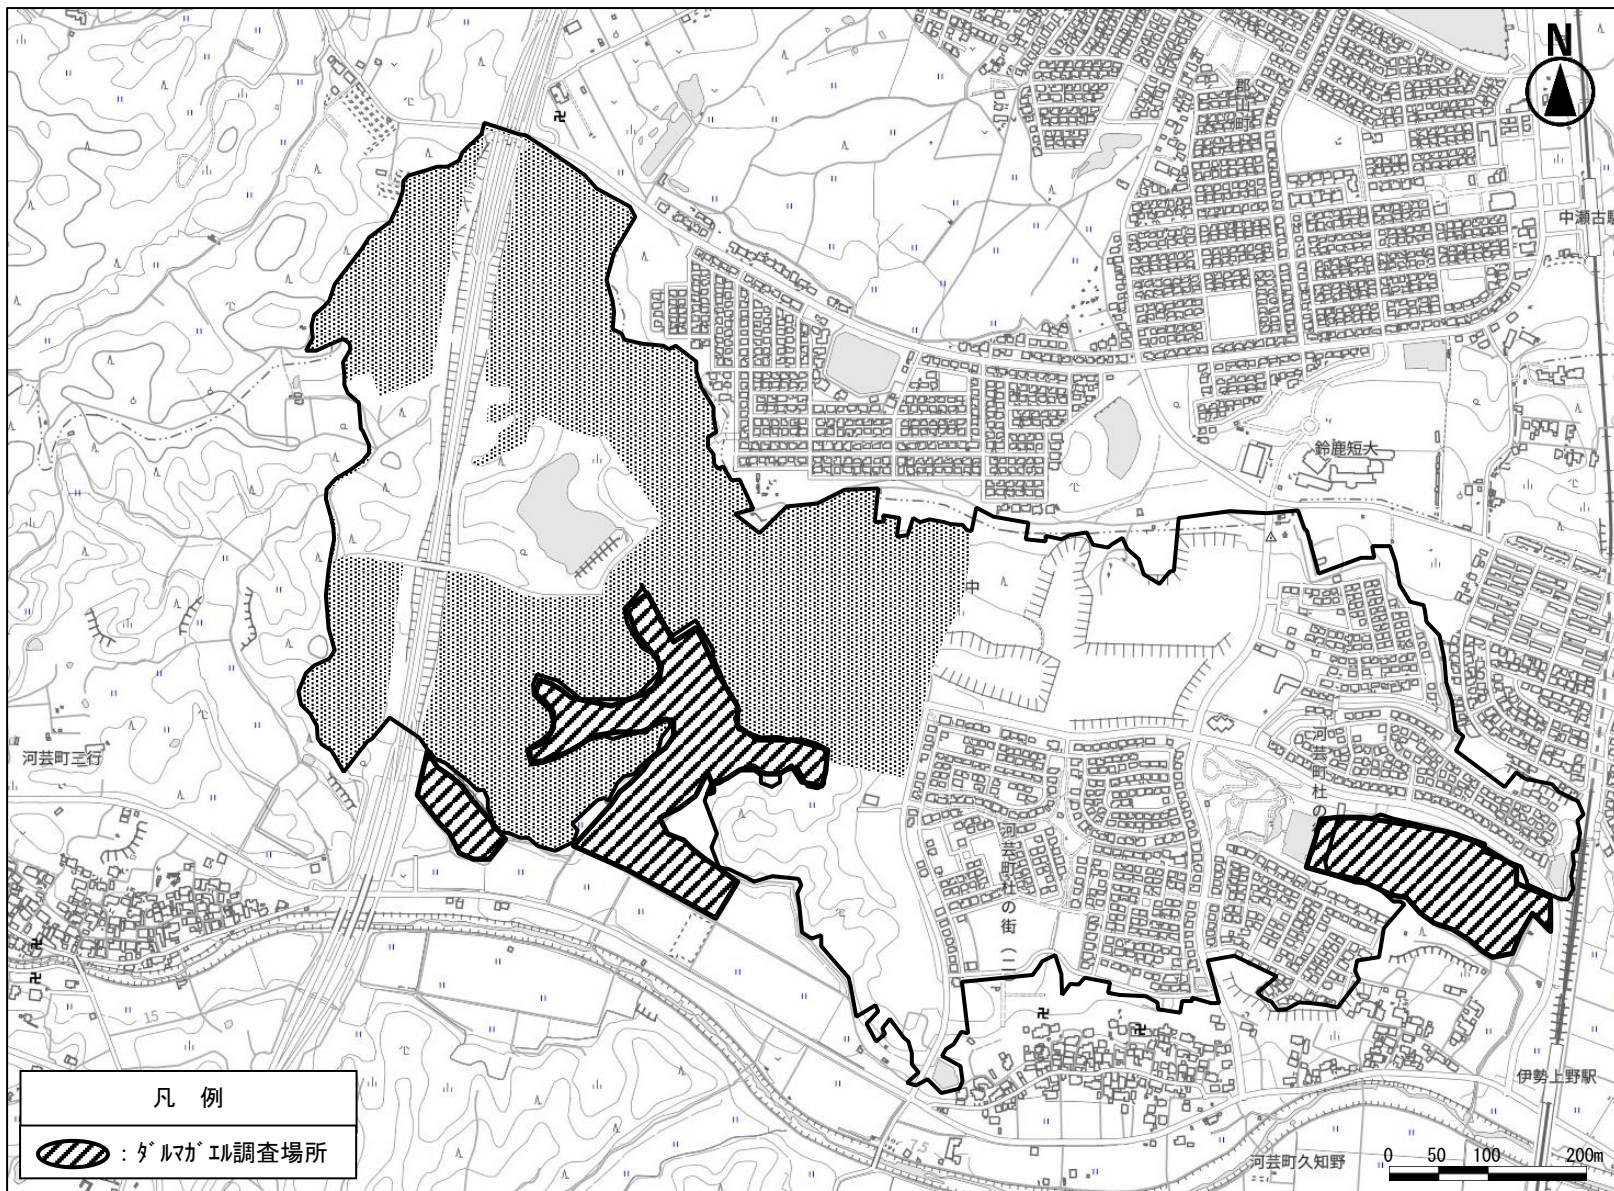 N
郡山町
中瀬古駅
鈴鹿短大
中
河芸町三行
河芸町杜の
河芸町杜の街（二
15
7.5
伊勢上野駅
河芸町久知野
凡 例
：ダルマガエル調査場所
0 50 100 200m